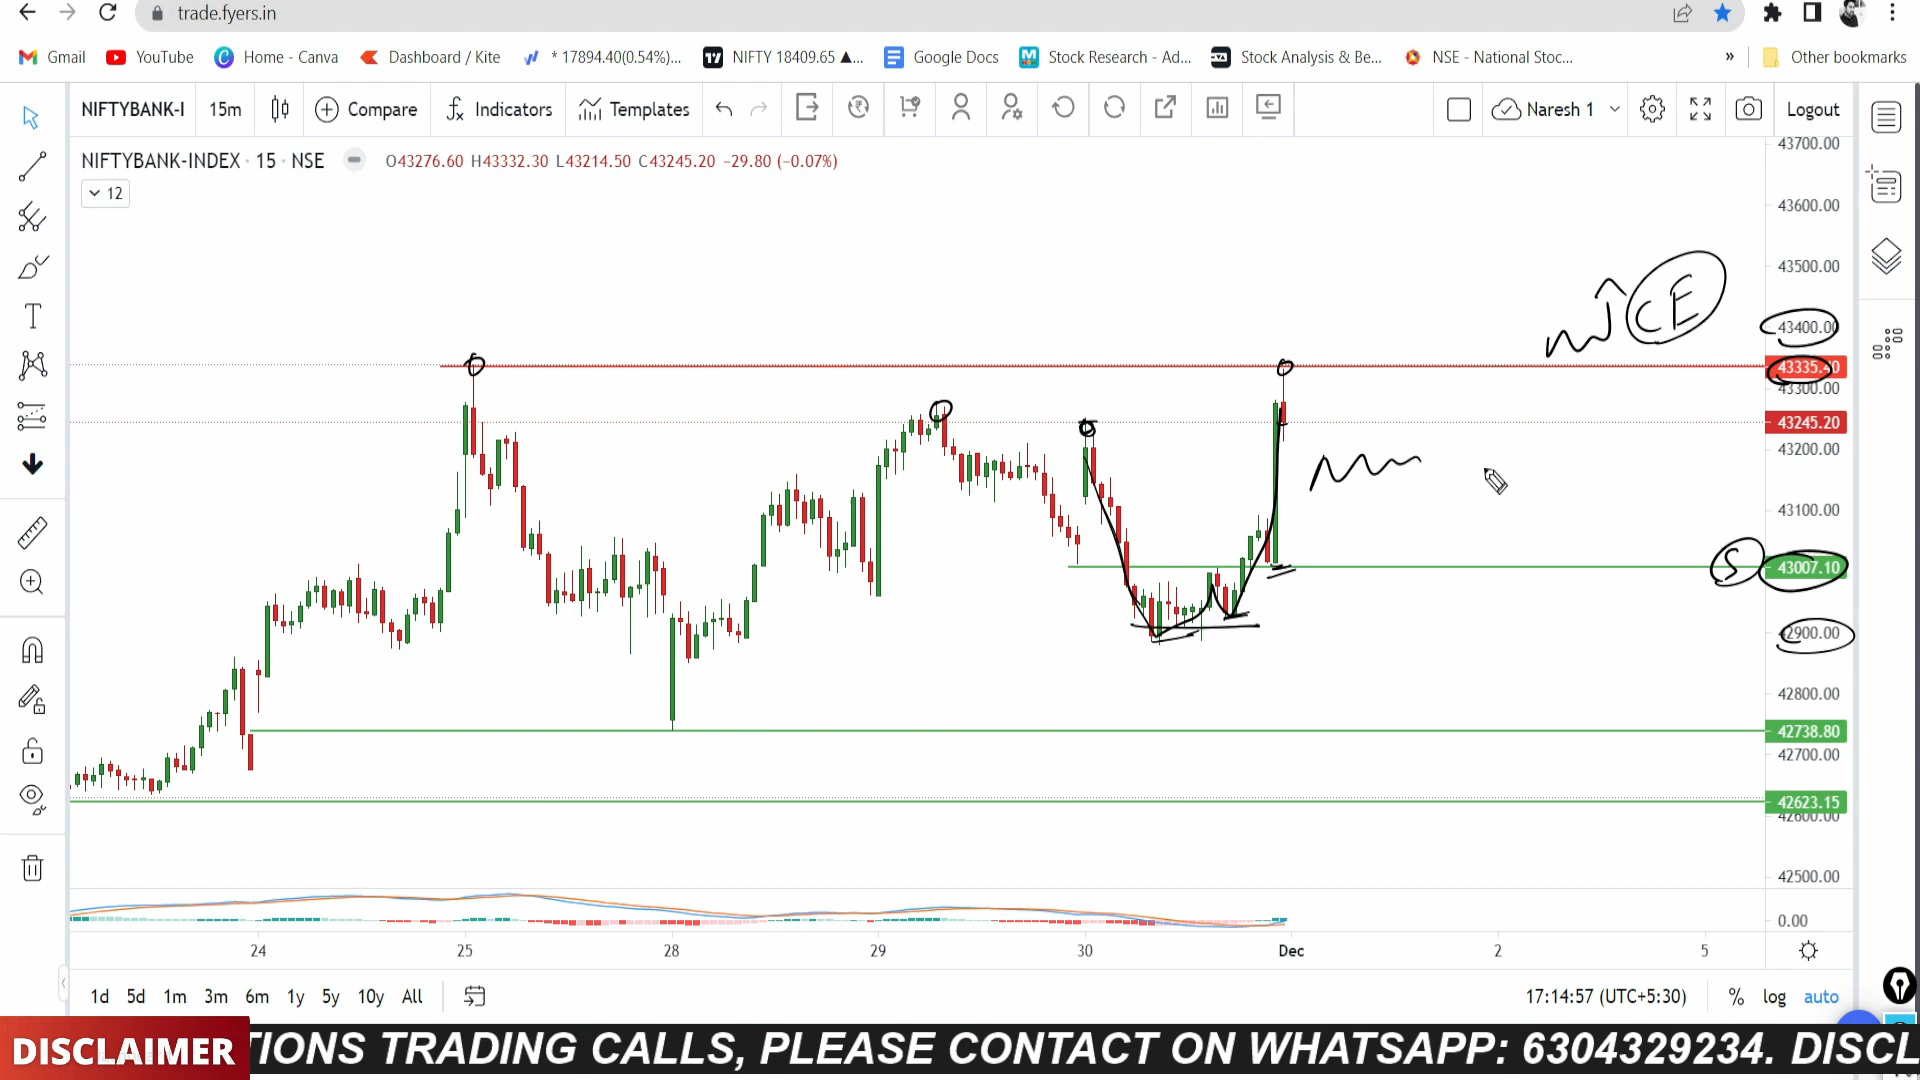 trade.fyers.in
Gmail YouTube Home - Canva Dashboard / Kite * 17894.40(0.54%)... NIFTY 18409.65 ▲... Google Docs Stock Research - Ad... Stock Analysis & Be... NSE - National Stoc... » Other bookmarks
NIFTYBANK-I 15m Compare Indicators Templates Naresh 1 Logout
NIFTYBANK-INDEX · 15 · NSE O43276.60 H43332.30 L43214.50 C43245.20 −29.80 (−0.07%)
12
43700.00
43600.00
43500.00
CE
43400.00
43335.40
43300.00
43245.20
43200.00
43100.00
S 43007.10
42900.00
42800.00
42738.80
42700.00
42623.15
42600.00
42500.00
0.00
24 25 28 29 30 Dec 2 5
1d 5d 1m 3m 6m 1y 5y 10y All 17:14:57 (UTC+5:30) % log auto
DISCLAIMER TIONS TRADING CALLS, PLEASE CONTACT ON WHATSAPP: 6304329234. DISCL